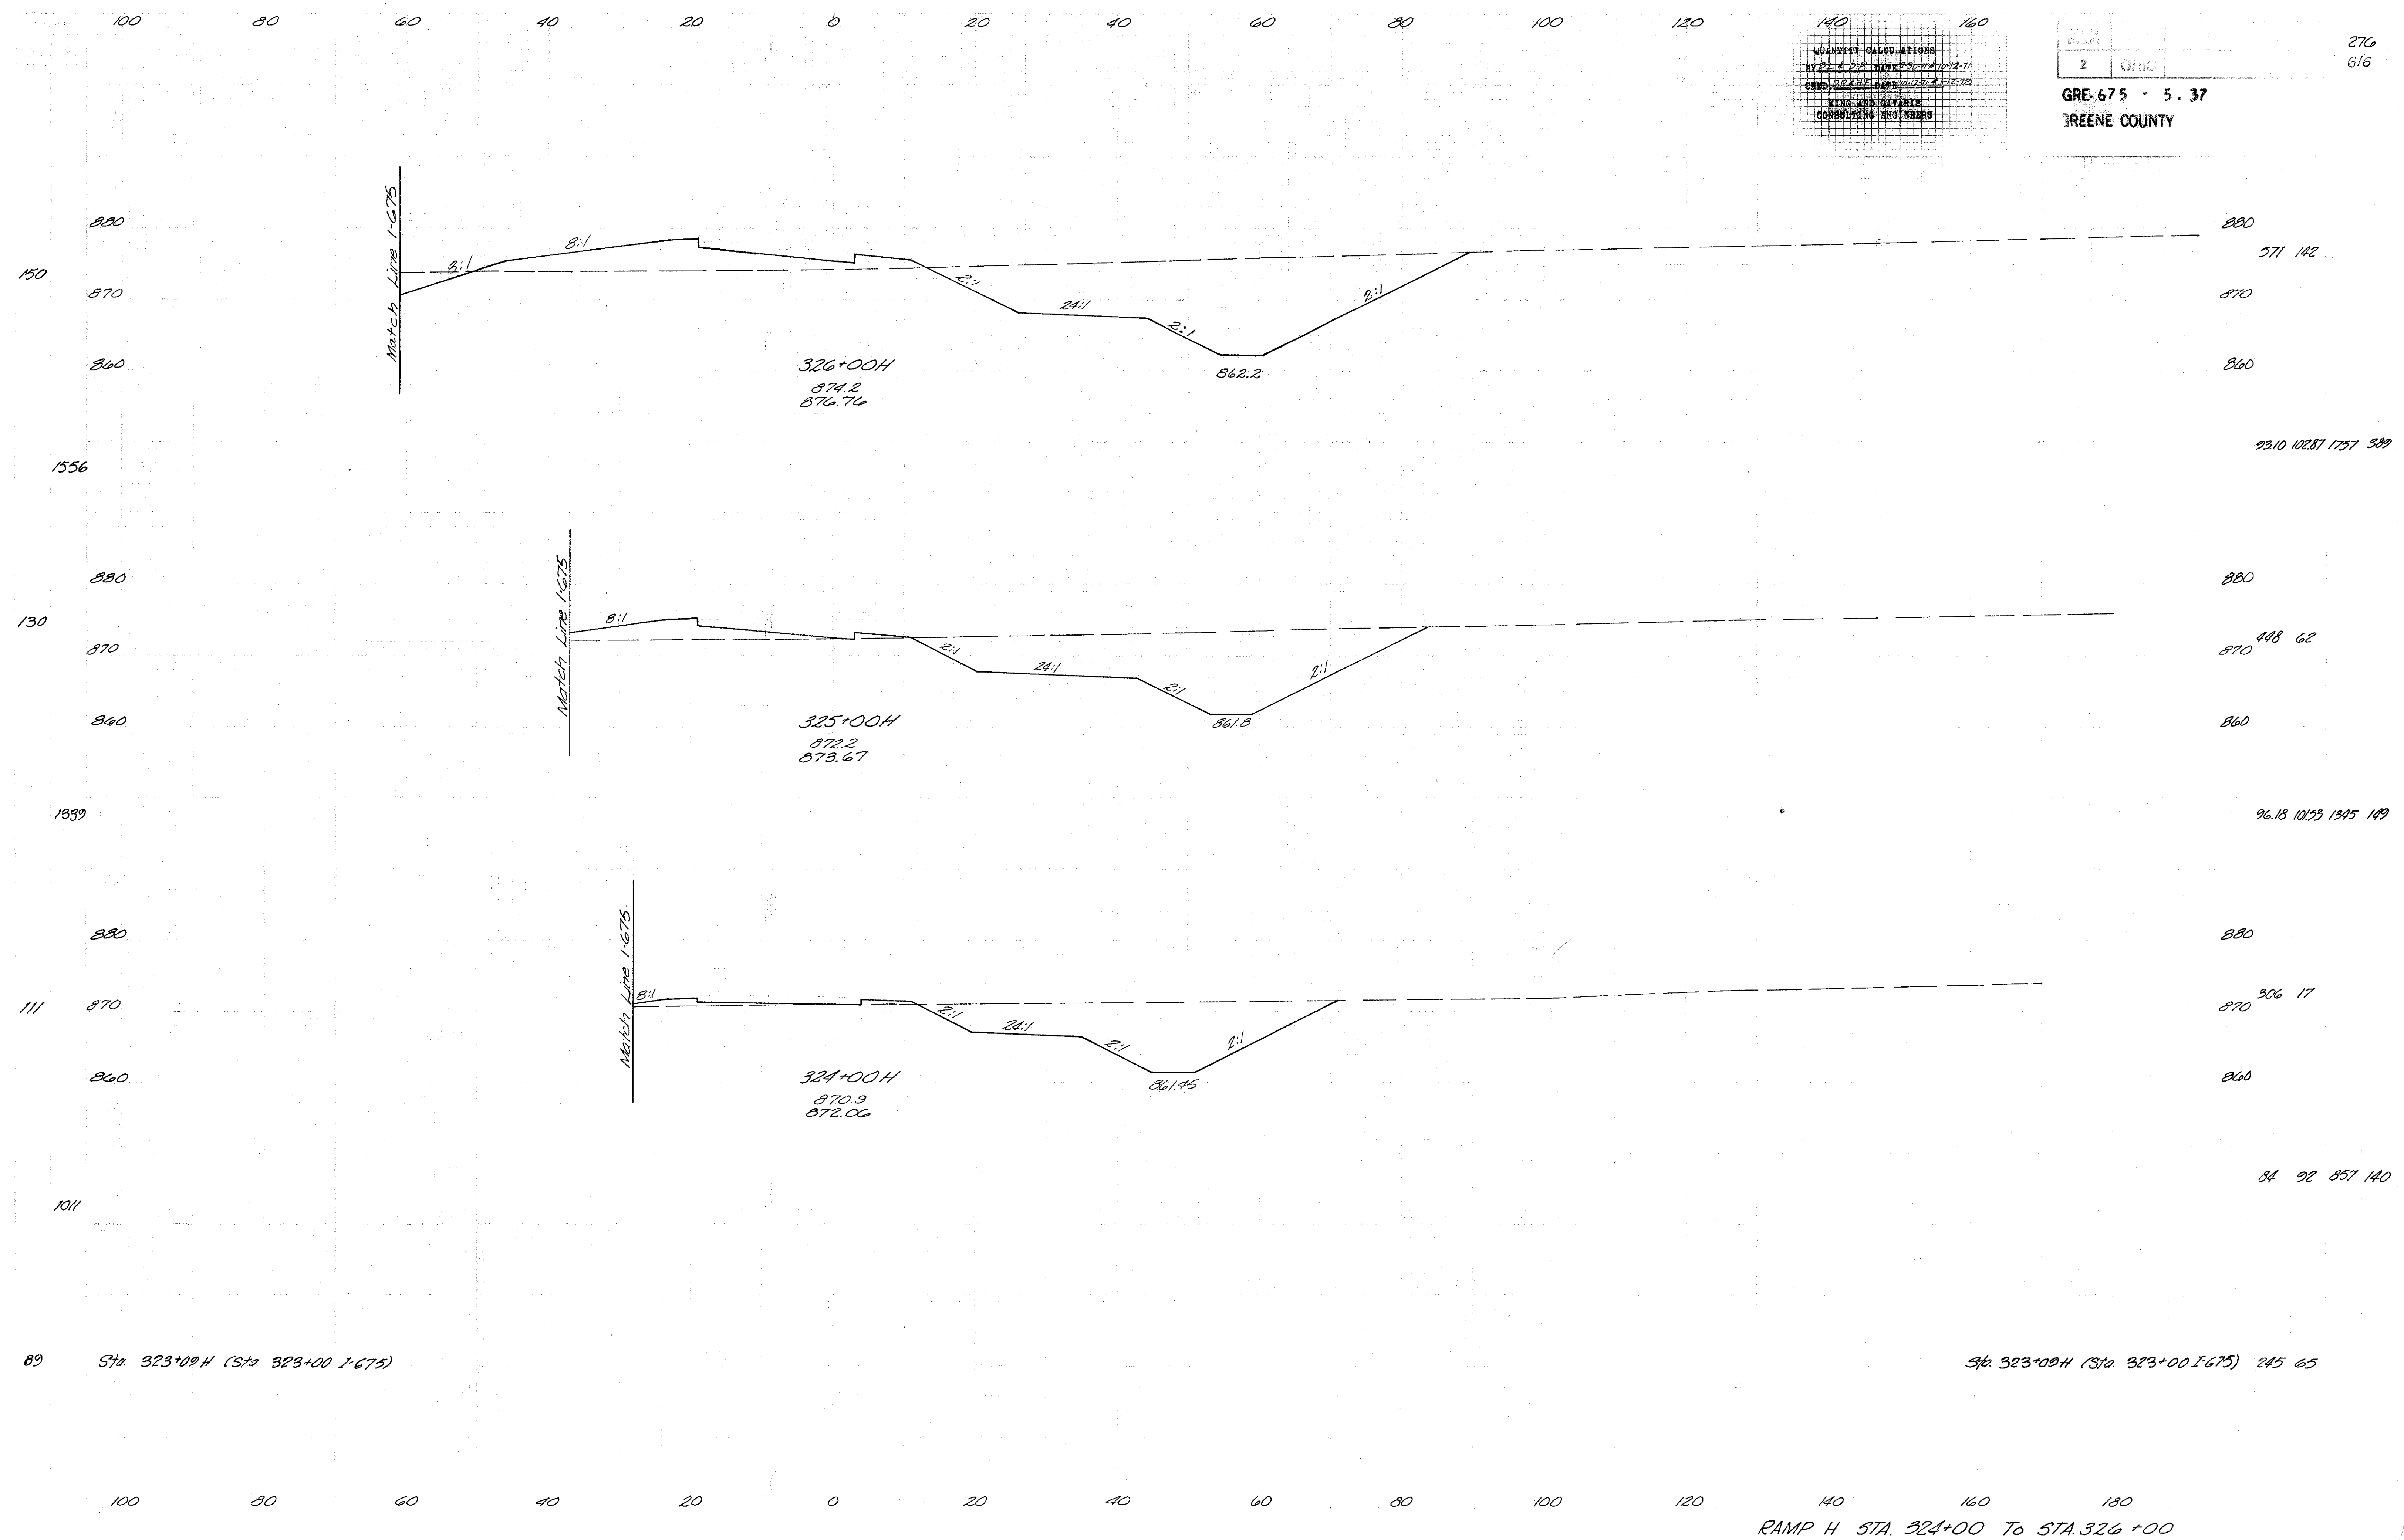 100 80 60 40 20 0 20 40 60 80 100 120 140 160
276
616
QUANTITY CALCULATIONS
KING AND GAVARIS
CONSULTING ENGINEERS
2 OHIO
GRE-675 - 5.37
GREENE COUNTY
Match Line I-675
880 880
571 142
150
870 870
860 860
3:1 8:1 2:1 24:1 2:1 2:1
862.2
326+00H
874.2
876.76
93.10 102.87 1757 389
1556
Match Line I-675
880 880
130
870 870 448 62
860 860
8:1 2:1 24:1 2:1 2:1
861.8
325+00H
872.2
873.67
1339
96.18 101.53 1345 149
Match Line I-675
880 880
111 870 870 306 17
860 860
8:1 2:1 24:1 2:1 2:1
861.45
324+00H
870.9
872.06
84 92 857 140
1011
89 Sta. 323+09H (Sta. 323+00 I-675)
Sta. 323+09H (Sta. 323+00 I-675) 245 65
100 80 60 40 20 0 20 40 60 80 100 120 140 160 180
RAMP H STA. 324+00 To STA. 326+00